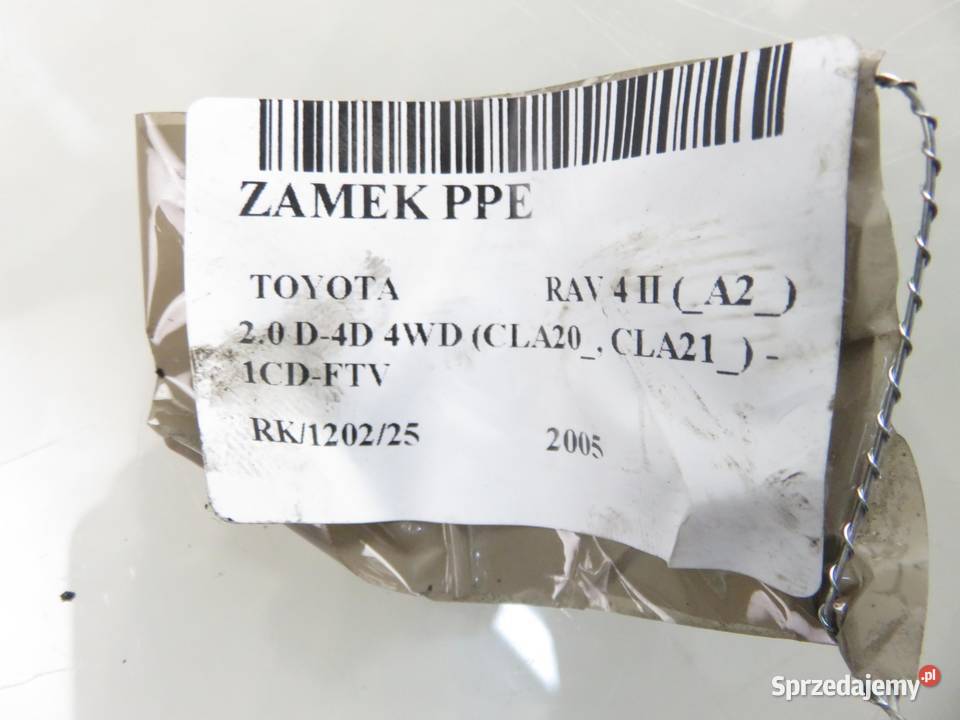 ZAMEK PPE
TOYOTA RAV 4 II (_A2_)
2.0 D-4D 4WD (CLA20_, CLA21_) -
1CD-FTV
RK/1202/25 2005
Sprzedajemy.pl